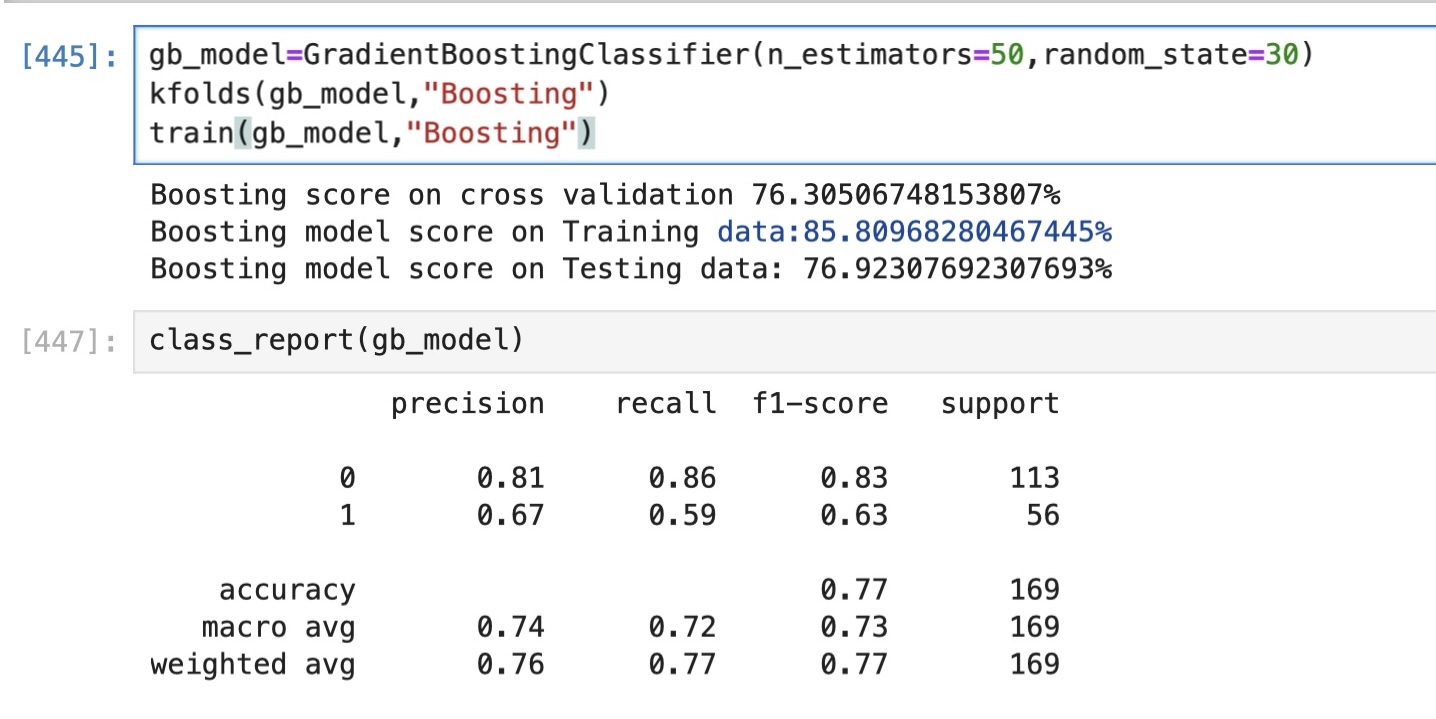 [445]: gb_model=GradientBoostingClassifier(n_estimators=50,random_state=30)
kfolds(gb_model,"Boosting")
train(gb_model,"Boosting")
Boosting score on cross validation 76.30506748153807%
Boosting model score on Training data:85.80968280467445%
Boosting model score on Testing data: 76.92307692307693%
[447]: class_report(gb_model)
precision recall f1-score support
0 0.81 0.86 0.83 113
1 0.67 0.59 0.63 56
accuracy 0.77 169
macro avg 0.74 0.72 0.73 169
weighted avg 0.76 0.77 0.77 169